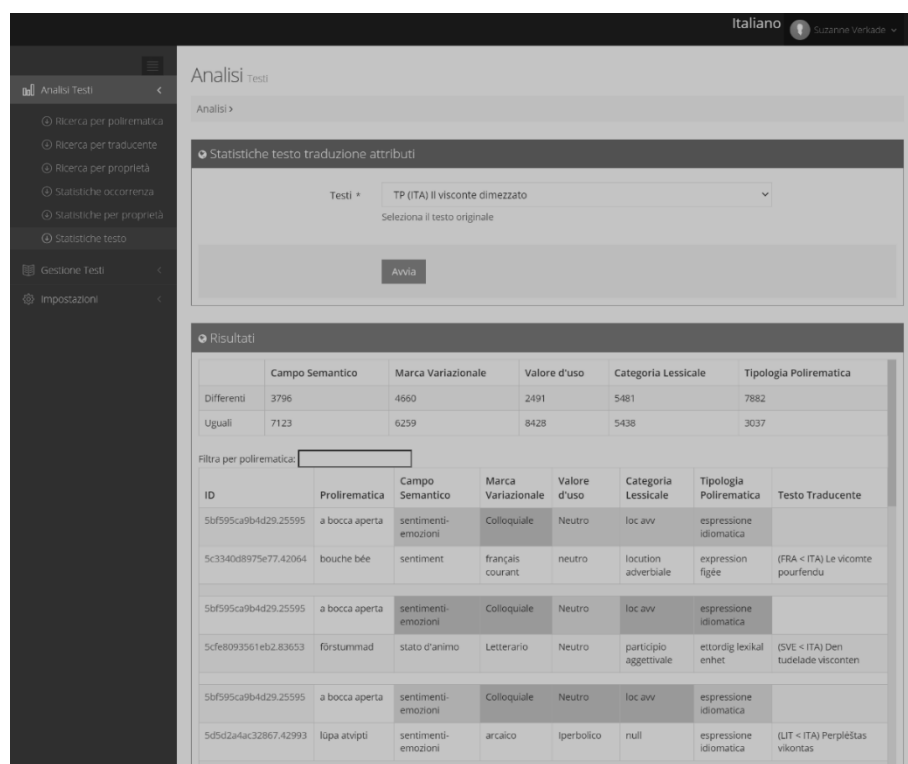 Italiano
Suzanne Verkade
Analisi Testi
Ricerca per polirematica
Ricerca per traducente
Ricerca per proprietà
Statistiche occorrenza
Statistiche per proprietà
Statistiche testo
Gestione Testi
Impostazioni
Analisi Testi
Analisi >
Statistiche testo traduzione attributi
Testi * TP (ITA) Il visconte dimezzato
Seleziona il testo originale
Avvia
Risultati
Campo Semantico Marca Variazionale Valore d'uso Categoria Lessicale Tipologia Polirematica
Differenti 3796 4660 2491 5481 7882
Uguali 7123 6259 8428 5438 3037
Filtra per polirematica:
ID Prolirematica Campo Semantico Marca Variazionale Valore d'uso Categoria Lessicale Tipologia Polirematica Testo Traducente
5bf595ca9b4d29.25595 a bocca aperta sentimenti-emozioni Colloquiale Neutro loc avv espressione idiomatica
5c3340d8975e77.42064 bouche bée sentiment français courant neutro locution adverbiale expression figée (FRA < ITA) Le vicomte pourfendu
5bf595ca9b4d29.25595 a bocca aperta sentimenti-emozioni Colloquiale Neutro loc avv espressione idiomatica
5cfe8093561eb2.83653 förstummad stato d'animo Letterario Neutro participio aggettivale ettordig lexikal enhet (SVE < ITA) Den tudelade visconten
5bf595ca9b4d29.25595 a bocca aperta sentimenti-emozioni Colloquiale Neutro loc avv espressione idiomatica
5d5d2a4ac32867.42993 lūpa atvipti sentimenti-emozioni arcaico Iperbolico null espressione idiomatica (LIT < ITA) Perplėštas vikontas